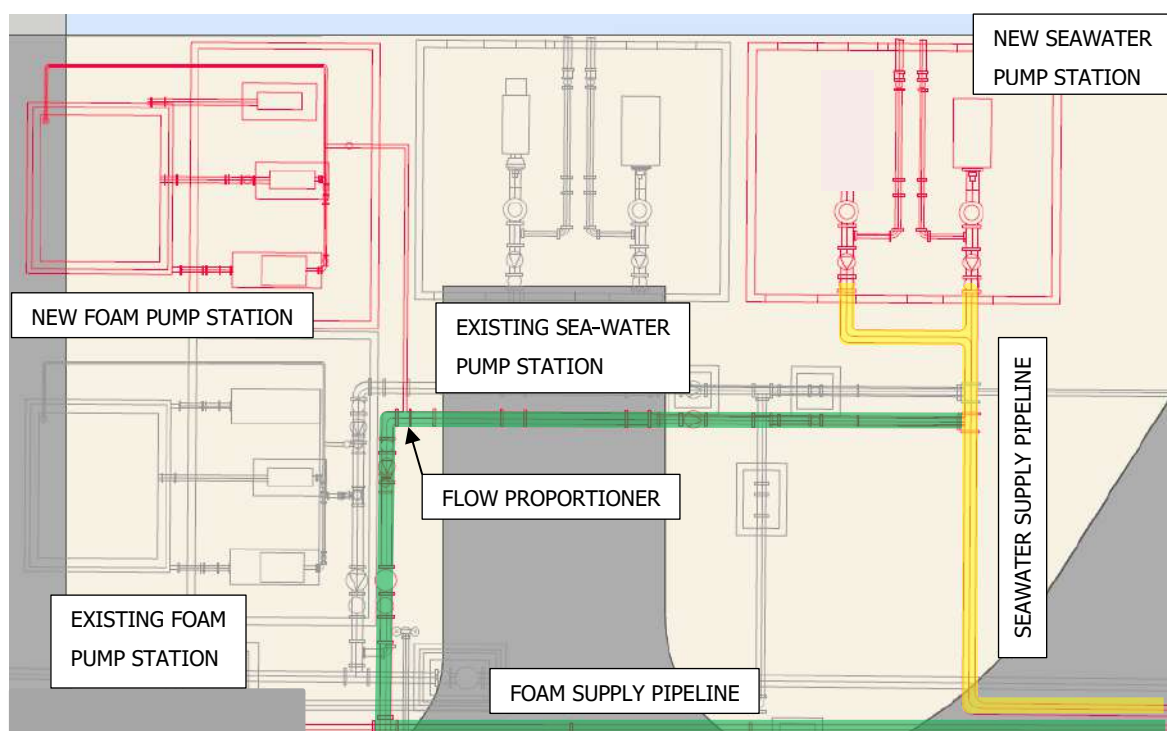 NEW SEAWATER
PUMP STATION
NEW FOAM PUMP STATION
EXISTING SEA-WATER
PUMP STATION
SEAWATER SUPPLY PIPELINE
FLOW PROPORTIONER
EXISTING FOAM
PUMP STATION
FOAM SUPPLY PIPELINE